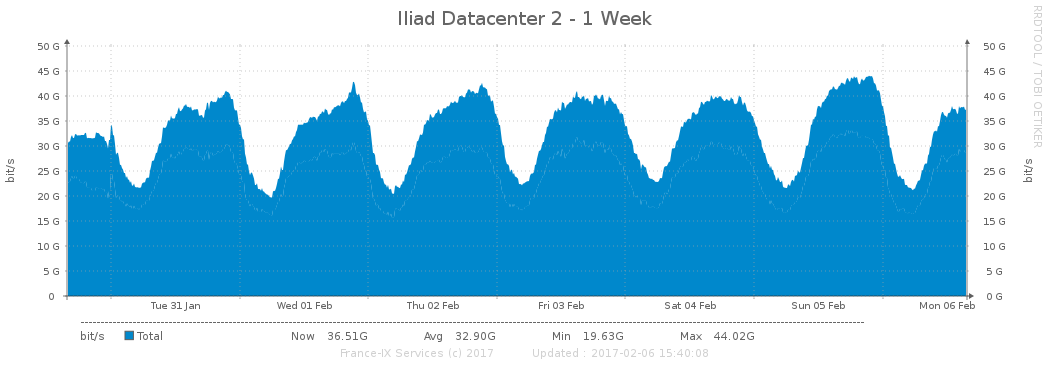 Iliad Datacenter 2 - 1 Week
RRDTOOL / TOBI OETIKER
50 G 50 G
45 G 45 G
40 G 40 G
35 G 35 G
30 G 30 G
25 G 25 G
20 G 20 G
15 G 15 G
10 G 10 G
5 G 5 G
0 0 G
bit/s bit/s
Tue 31 Jan Wed 01 Feb Thu 02 Feb Fri 03 Feb Sat 04 Feb Sun 05 Feb Mon 06 Feb
bit/s Total Now 36.51G Avg 32.90G Min 19.63G Max 44.02G
France-IX Services (c) 2017 Updated : 2017-02-06 15:40:08